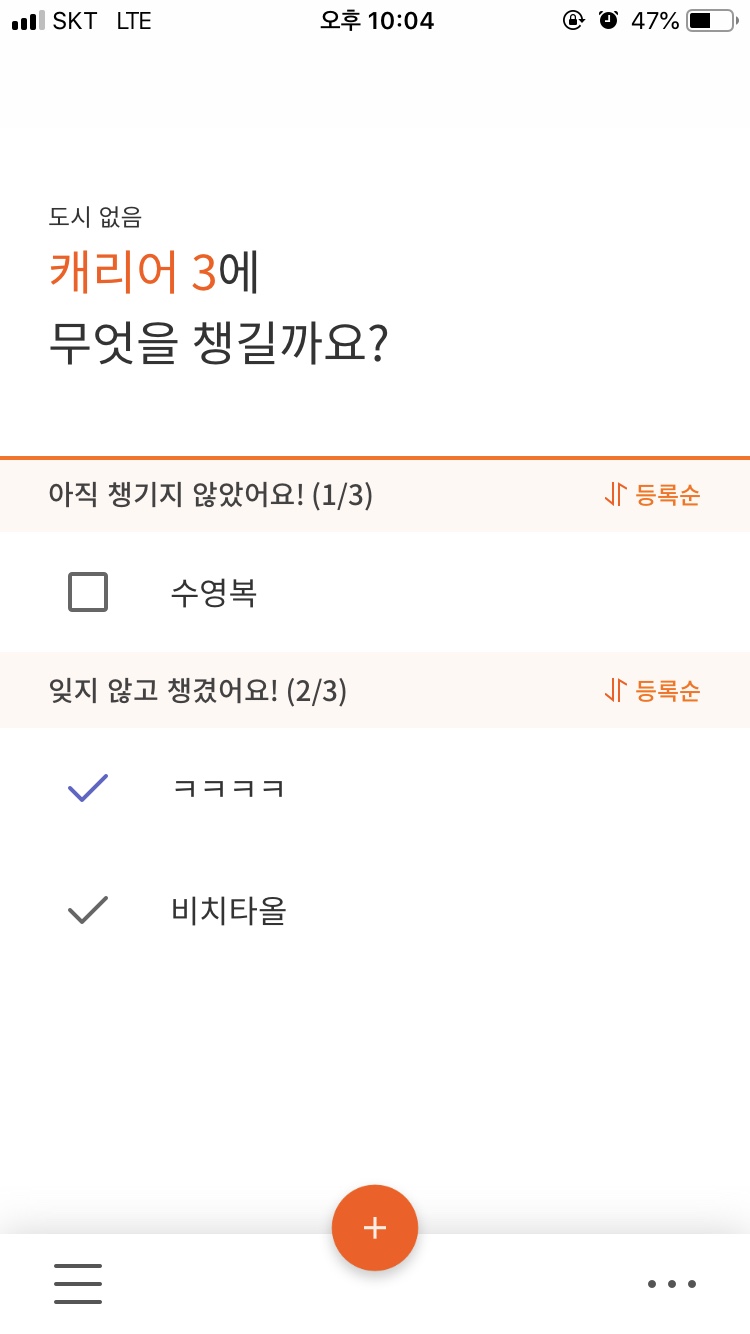 SKT LTE 오후 10:04 47%
도시 없음
캐리어 3에
무엇을 챙길까요?
아직 챙기지 않았어요! (1/3) 등록순
수영복
잊지 않고 챙겼어요! (2/3) 등록순
ㅋㅋㅋㅋ
비치타올
+